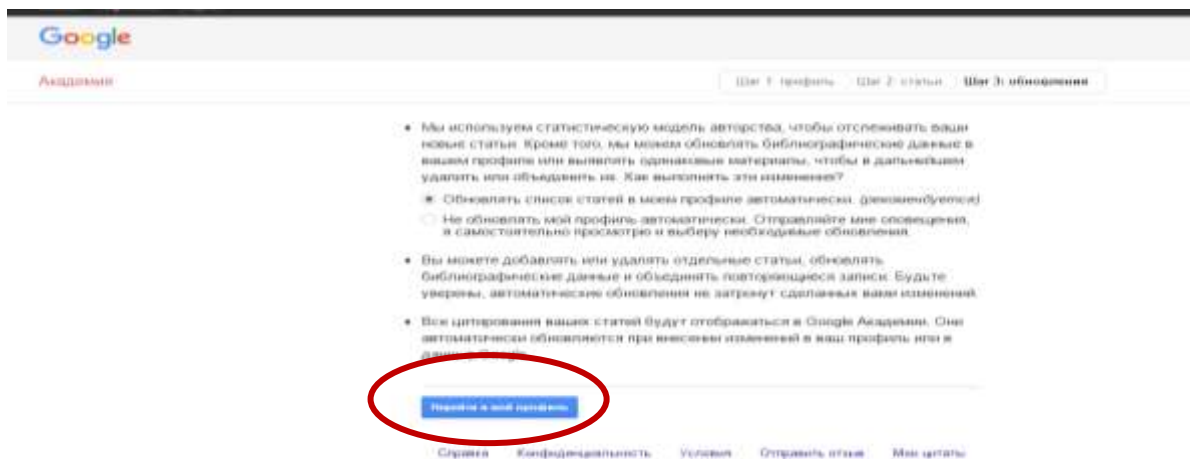 Google
Академия
Шаг 1: профиль Шаг 2: статьи Шаг 3: обновления
Мы используем статистическую модель авторства, чтобы отслеживать ваши
новые статьи. Кроме того, мы можем обновлять библиографические данные в
вашем профиле или выявлять одинаковые материалы, чтобы в дальнейшем
удалять или объединять их. Как выполнять эти изменения?
Обновлять список статей в моем профиле автоматически. (рекомендуется)
Не обновлять мой профиль автоматически. Отправляйте мне оповещения,
я самостоятельно просмотрю и выберу необходимые обновления.
Вы можете добавлять или удалять отдельные статьи, обновлять
библиографические данные и объединять повторяющиеся записи. Будьте
уверены, автоматические обновления не затронут сделанных вами изменений.
Все цитирования ваших статей будут отображаться в Google Академии. Они
автоматически обновляются при внесении изменений в ваш профиль или в
Google.
Перейти в мой профиль
Справка Конфиденциальность Условия Отправить отзыв Мои цитаты